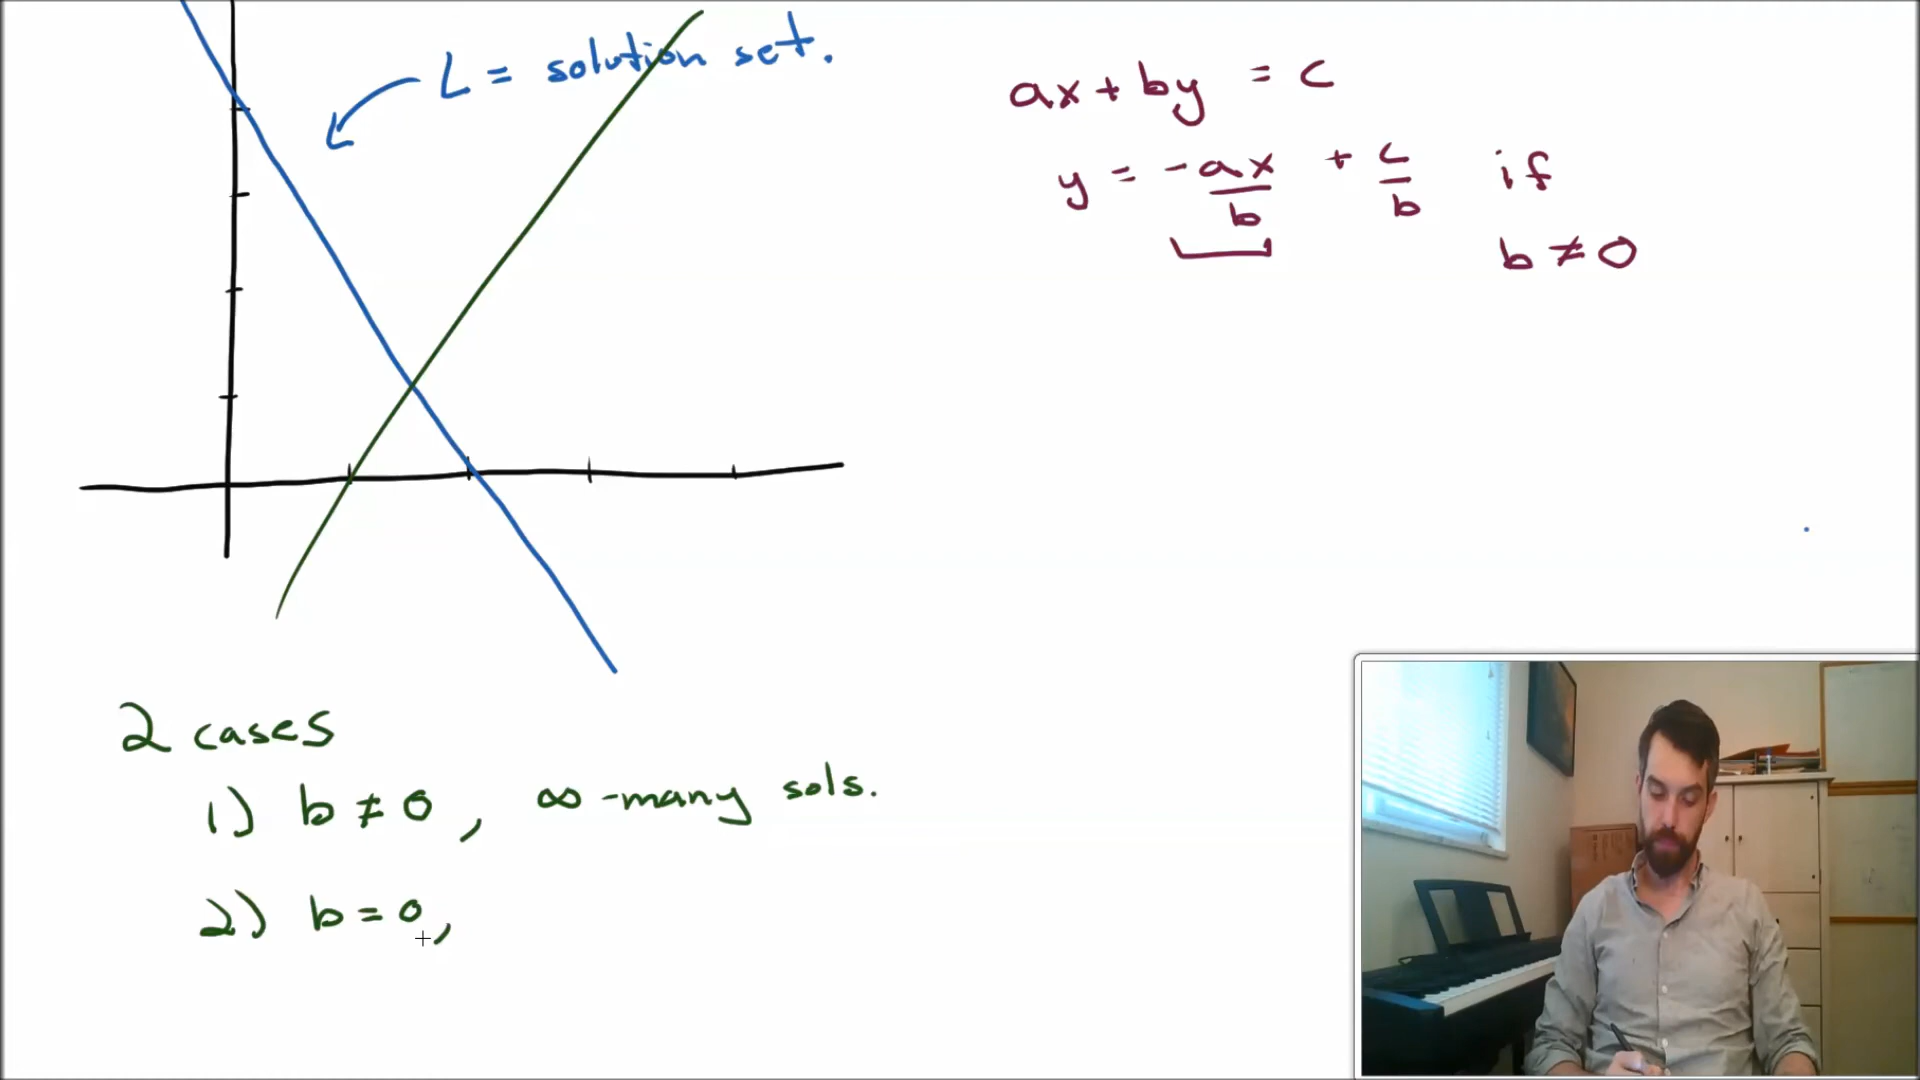 L = solution set.
ax + by = c
y = -ax/b + c/b if
b ≠ 0
2 cases
1) b ≠ 0, ∞-many sols.
2) b = 0,